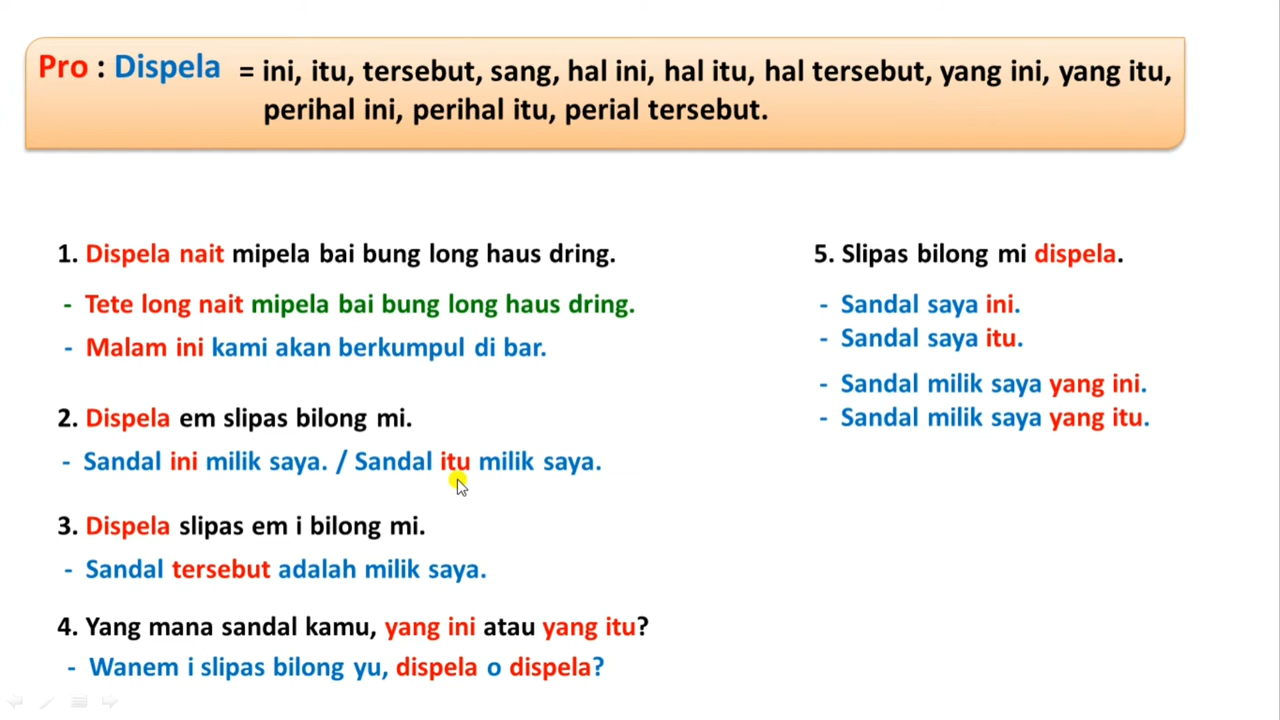 Pro : Dispela = ini, itu, tersebut, sang, hal ini, hal itu, hal tersebut, yang ini, yang itu,
perihal ini, perihal itu, perial tersebut.
1. Dispela nait mipela bai bung long haus dring.
- Tete long nait mipela bai bung long haus dring.
- Malam ini kami akan berkumpul di bar.
2. Dispela em slipas bilong mi.
- Sandal ini milik saya. / Sandal itu milik saya.
3. Dispela slipas em i bilong mi.
- Sandal tersebut adalah milik saya.
4. Yang mana sandal kamu, yang ini atau yang itu?
- Wanem i slipas bilong yu, dispela o dispela?
5. Slipas bilong mi dispela.
- Sandal saya ini.
- Sandal saya itu.
- Sandal milik saya yang ini.
- Sandal milik saya yang itu.